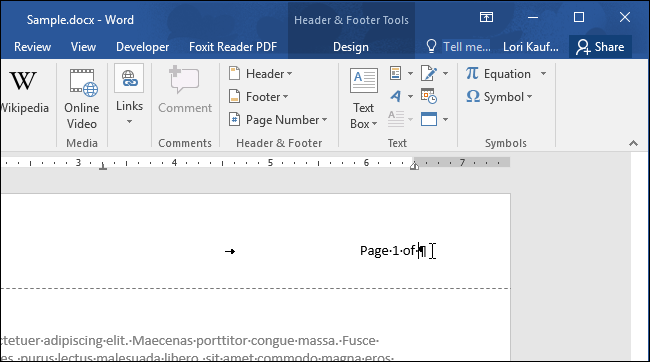 Sample.docx - Word
Header & Footer Tools
Review View Developer Foxit Reader PDF Design Tell me... Lori Kauf... Share
W
Wikipedia
Online Video
Media
Links
Comment
Comments
Header
Footer
Page Number
Header & Footer
Text Box
A
A
Text
π Equation
Ω Symbol
Symbols
3 4 5 6 7
Page·1·of·¶
ctetuer·adipiscing·elit.·Maecenas·porttitor·congue·massa.·Fusce·
es,·purus·lectus·malesuada·libero,·sit·amet·commodo·magna·eros·